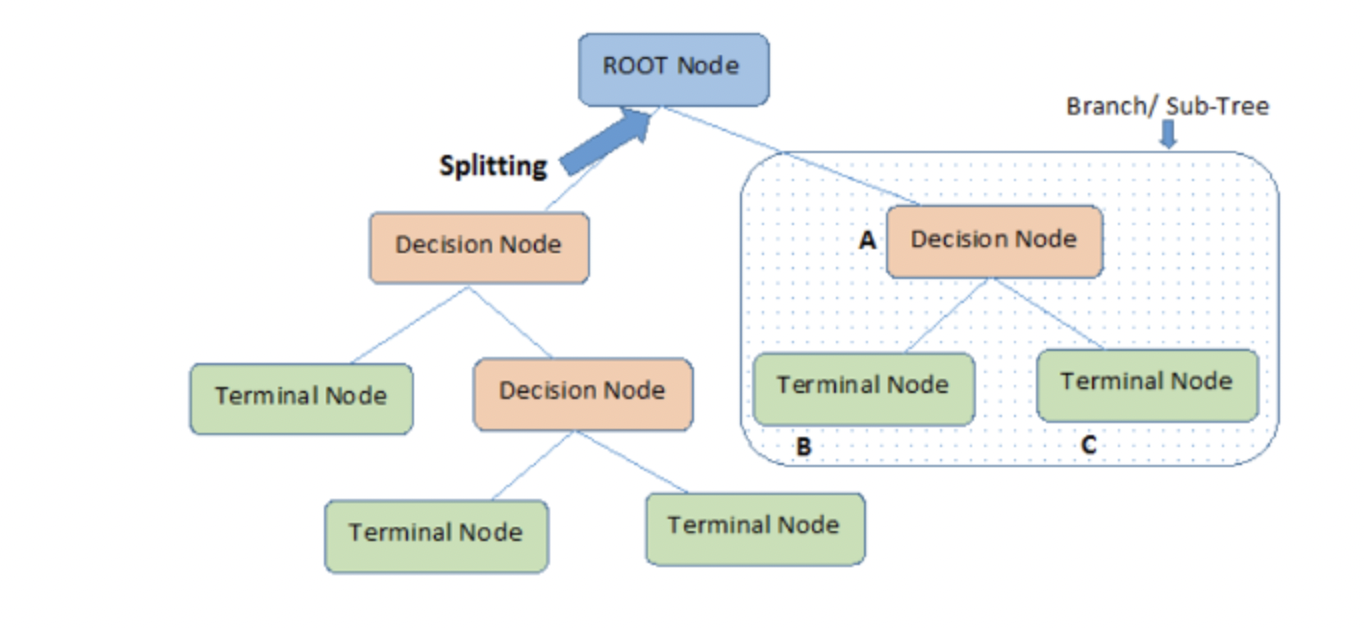 ROOT Node
Branch/ Sub-Tree
Splitting
Decision Node
A
Decision Node
Terminal Node
Decision Node
Terminal Node
Terminal Node
B
C
Terminal Node
Terminal Node